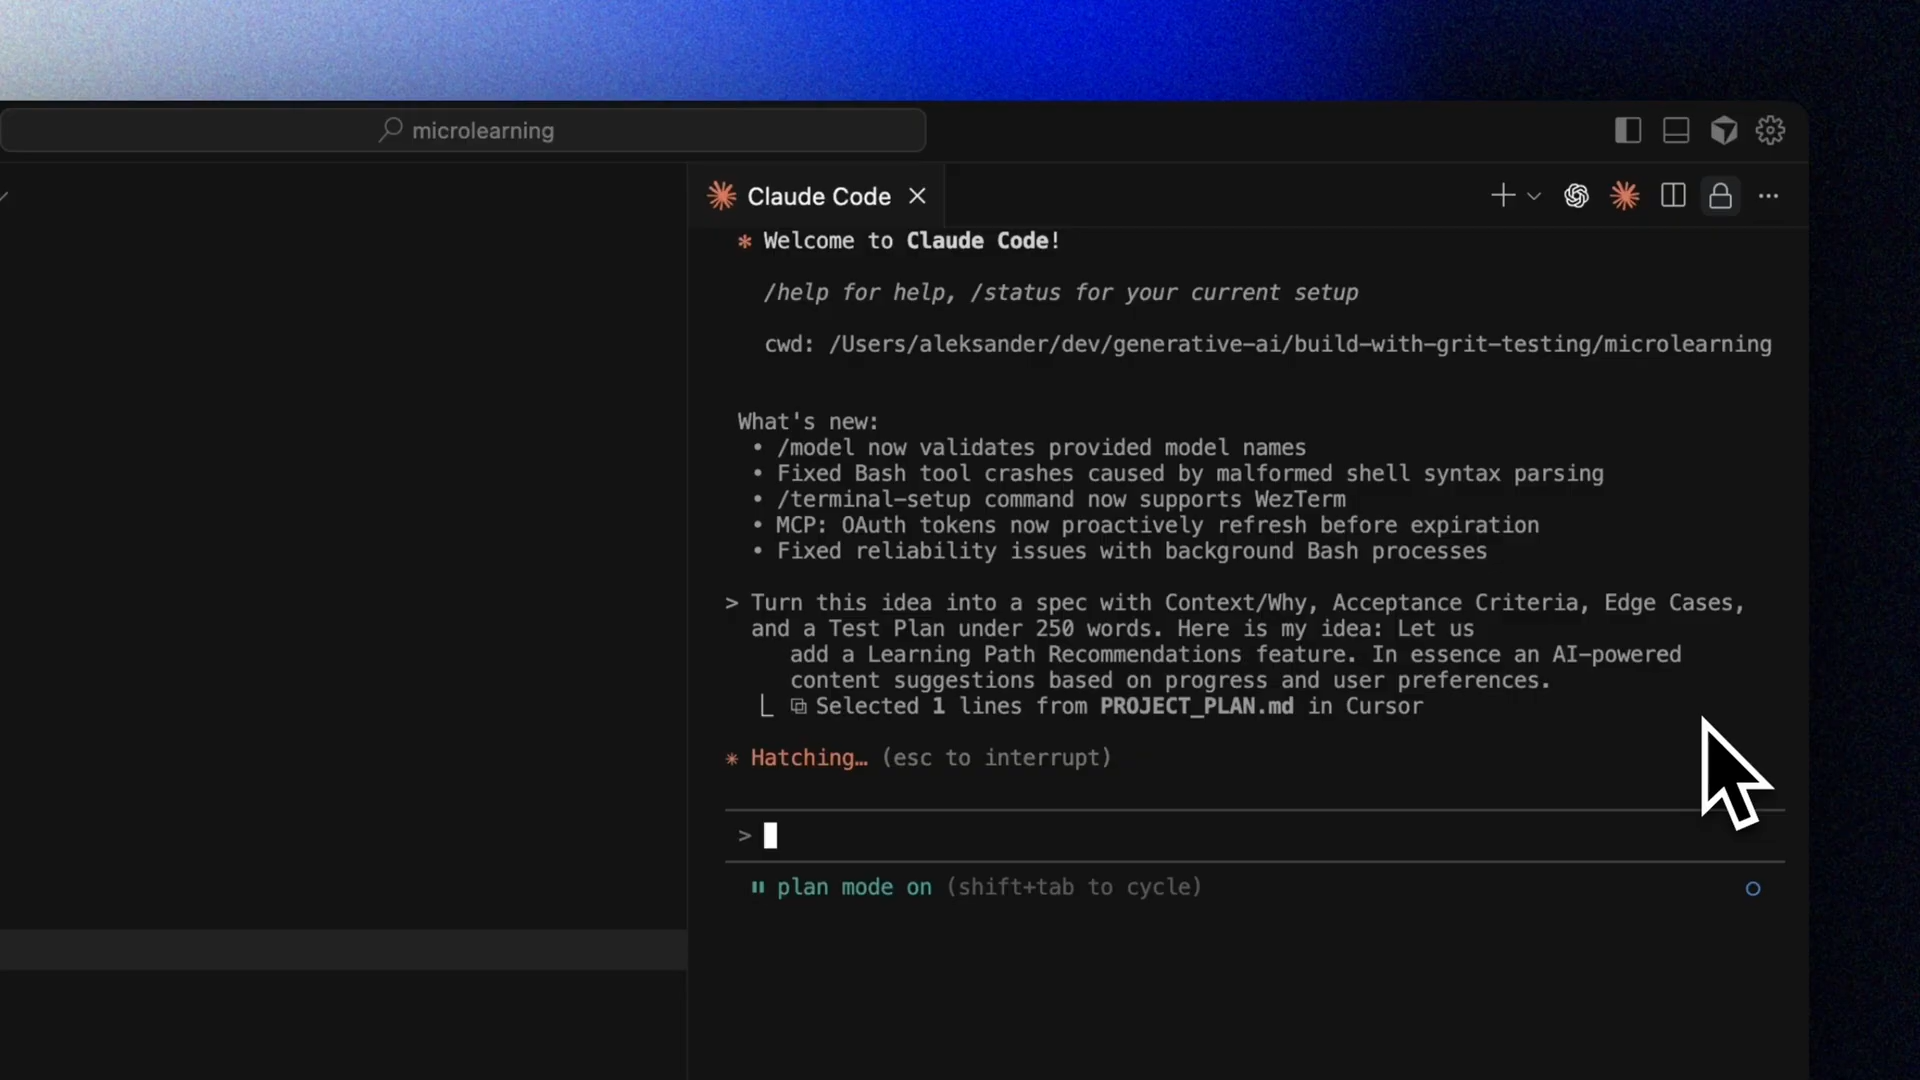 microlearning
Claude Code
* Welcome to Claude Code!
/help for help, /status for your current setup
cwd: /Users/aleksander/dev/generative-ai/build-with-grit-testing/microlearning
What's new:
• /model now validates provided model names
• Fixed Bash tool crashes caused by malformed shell syntax parsing
• /terminal-setup command now supports WezTerm
• MCP: OAuth tokens now proactively refresh before expiration
• Fixed reliability issues with background Bash processes
> Turn this idea into a spec with Context/Why, Acceptance Criteria, Edge Cases,
and a Test Plan under 250 words. Here is my idea: Let us
add a Learning Path Recommendations feature. In essence an AI-powered
content suggestions based on progress and user preferences.
Selected 1 lines from PROJECT_PLAN.md in Cursor
* Hatching… (esc to interrupt)
>
plan mode on (shift+tab to cycle)